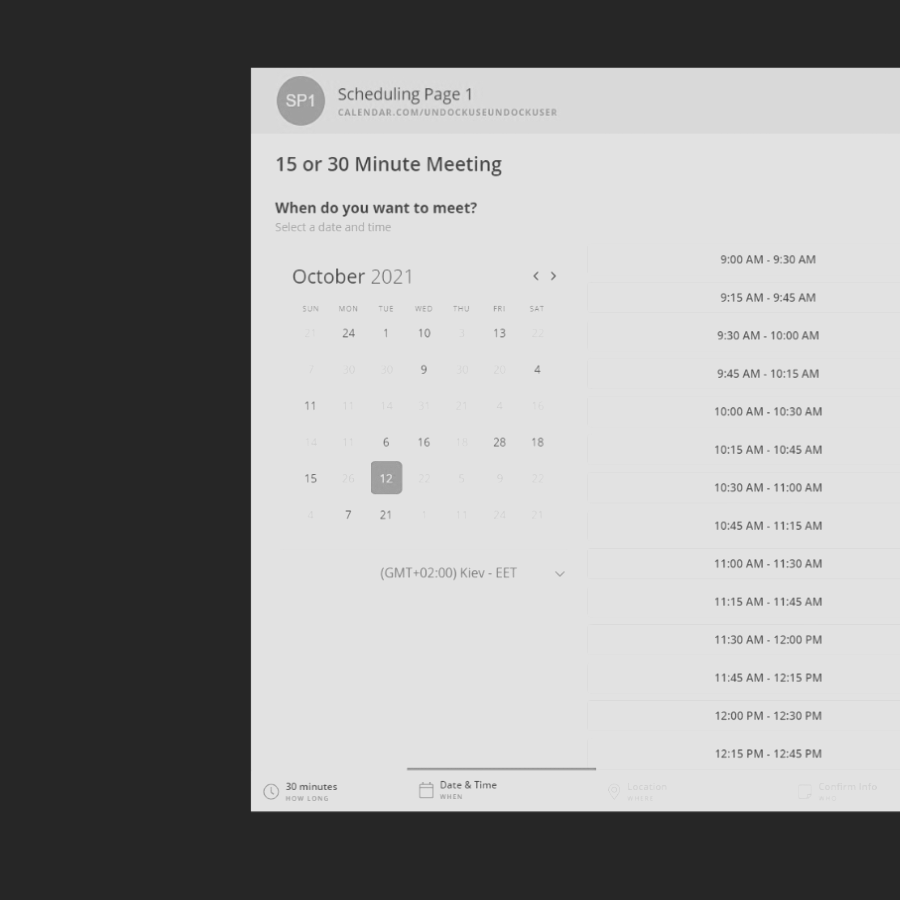 SP1
Scheduling Page 1
CALENDAR.COM/UNDOCKUSEUNDOCKUSER
15 or 30 Minute Meeting
When do you want to meet?
Select a date and time
October 2021
SUN MON TUE WED THU FRI SAT
21 24 1 10 3 13 22
7 30 30 9 30 20 4
11 11 14 31 21 4 16
14 11 6 16 18 28 18
15 26 12 22 5 9 22
4 7 21 1 11 24 23
(GMT+02:00) Kiev - EET
9:00 AM - 9:30 AM
9:15 AM - 9:45 AM
9:30 AM - 10:00 AM
9:45 AM - 10:15 AM
10:00 AM - 10:30 AM
10:15 AM - 10:45 AM
10:30 AM - 11:00 AM
10:45 AM - 11:15 AM
11:00 AM - 11:30 AM
11:15 AM - 11:45 AM
11:30 AM - 12:00 PM
11:45 AM - 12:15 PM
12:00 PM - 12:30 PM
12:15 PM - 12:45 PM
30 minutes
HOW LONG
Date & Time
WHEN
Location
WHERE
Confirm Info
WHO